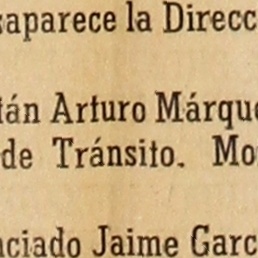 saparece la Direcc
tán Arturo Márque
de Tránsito. Mo
nciado Jaime Garc